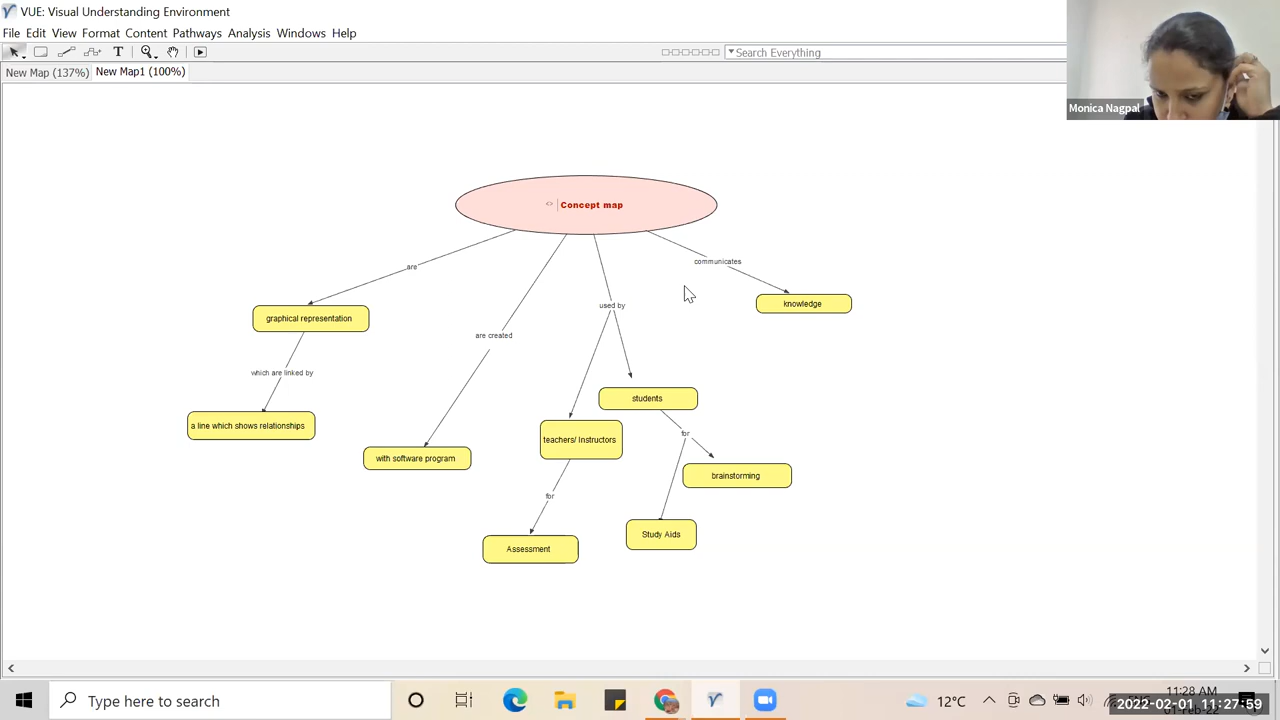 VUE: Visual Understanding Environment
File Edit View Format Content Pathways Analysis Windows Help
Search Everything
New Map (137%) New Map1 (100%)
Monica Nagpal
<> Concept map
are
communicates
used by
are created
graphical representation
knowledge
which are linked by
students
a line which shows relationships
for
teachers/ Instructors
with software program
brainstorming
for
Study Aids
Assessment
Type here to search
12°C
11:28 AM
2022-02-01 11:27:59